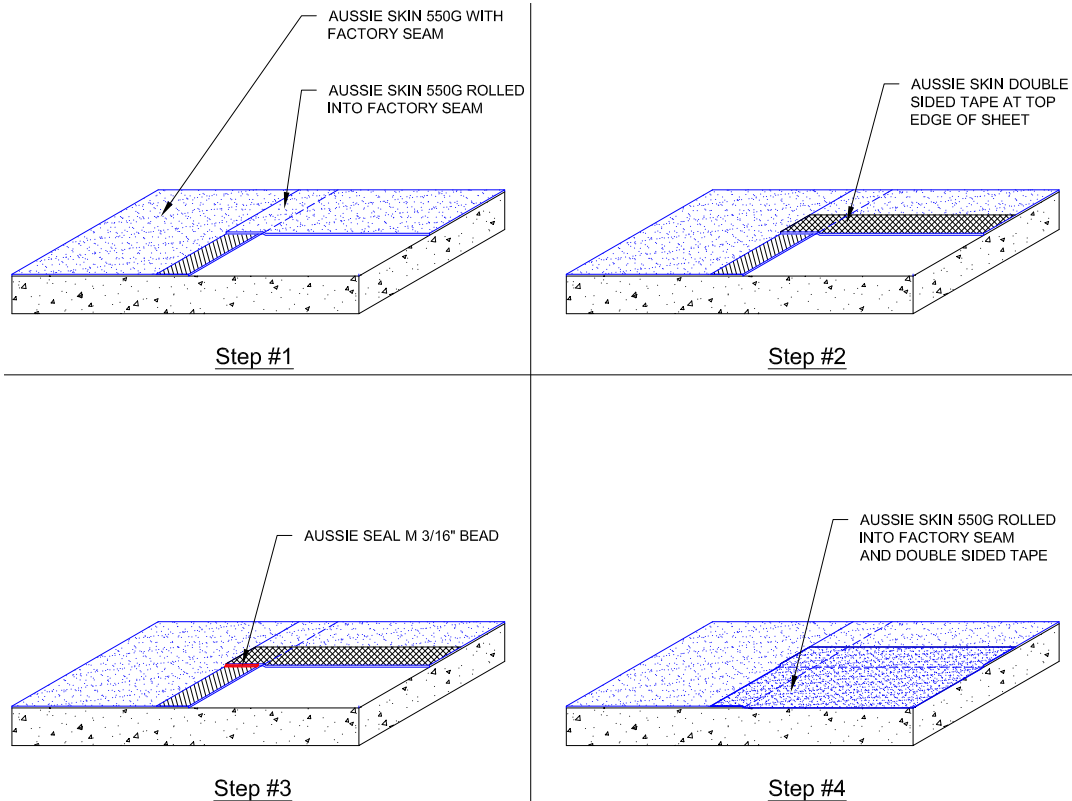 AUSSIE SKIN 550G WITH
FACTORY SEAM
AUSSIE SKIN 550G ROLLED
INTO FACTORY SEAM
Step #1
AUSSIE SKIN DOUBLE
SIDED TAPE AT TOP
EDGE OF SHEET
Step #2
AUSSIE SEAL M 3/16" BEAD
Step #3
AUSSIE SKIN 550G ROLLED
INTO FACTORY SEAM
AND DOUBLE SIDED TAPE
Step #4